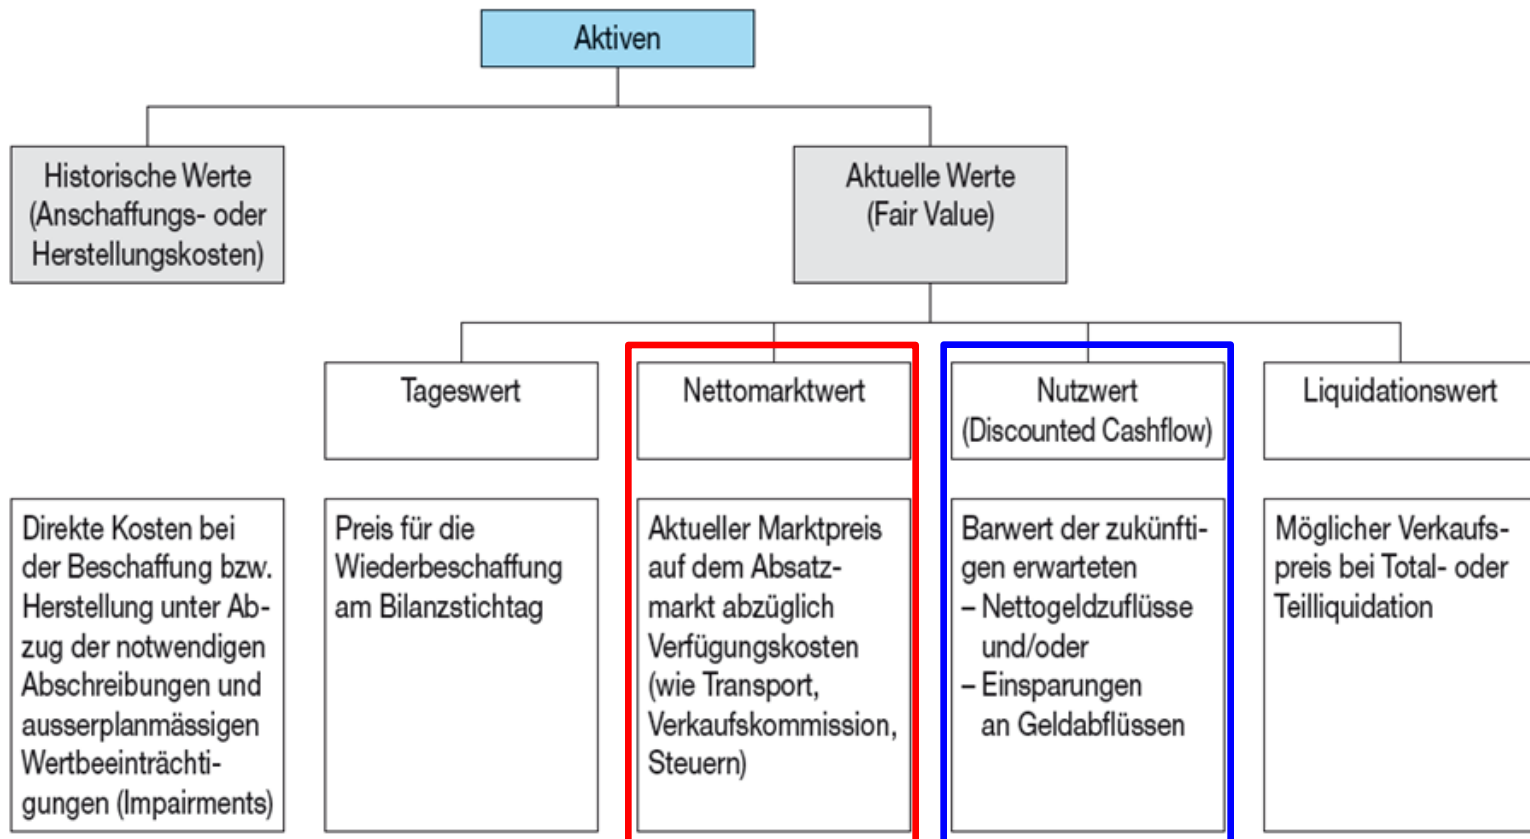 Aktiven
Historische Werte
(Anschaffungs- oder
Herstellungskosten)
Aktuelle Werte
(Fair Value)
Tageswert
Nettomarktwert
Nutzwert
(Discounted Cashflow)
Liquidationswert
Direkte Kosten bei
der Beschaffung bzw.
Herstellung unter Ab-
zug der notwendigen
Abschreibungen und
ausserplanmässigen
Wertbeeinträchti-
gungen (Impairments)
Preis für die
Wiederbeschaffung
am Bilanzstichtag
Aktueller Marktpreis
auf dem Absatz-
markt abzüglich
Verfügungskosten
(wie Transport,
Verkaufskommission,
Steuern)
Barwert der zukünfti-
gen erwarteten
– Nettogeldzuflüsse
und/oder
– Einsparungen
an Geldabflüssen
Möglicher Verkaufs-
preis bei Total- oder
Teilliquidation